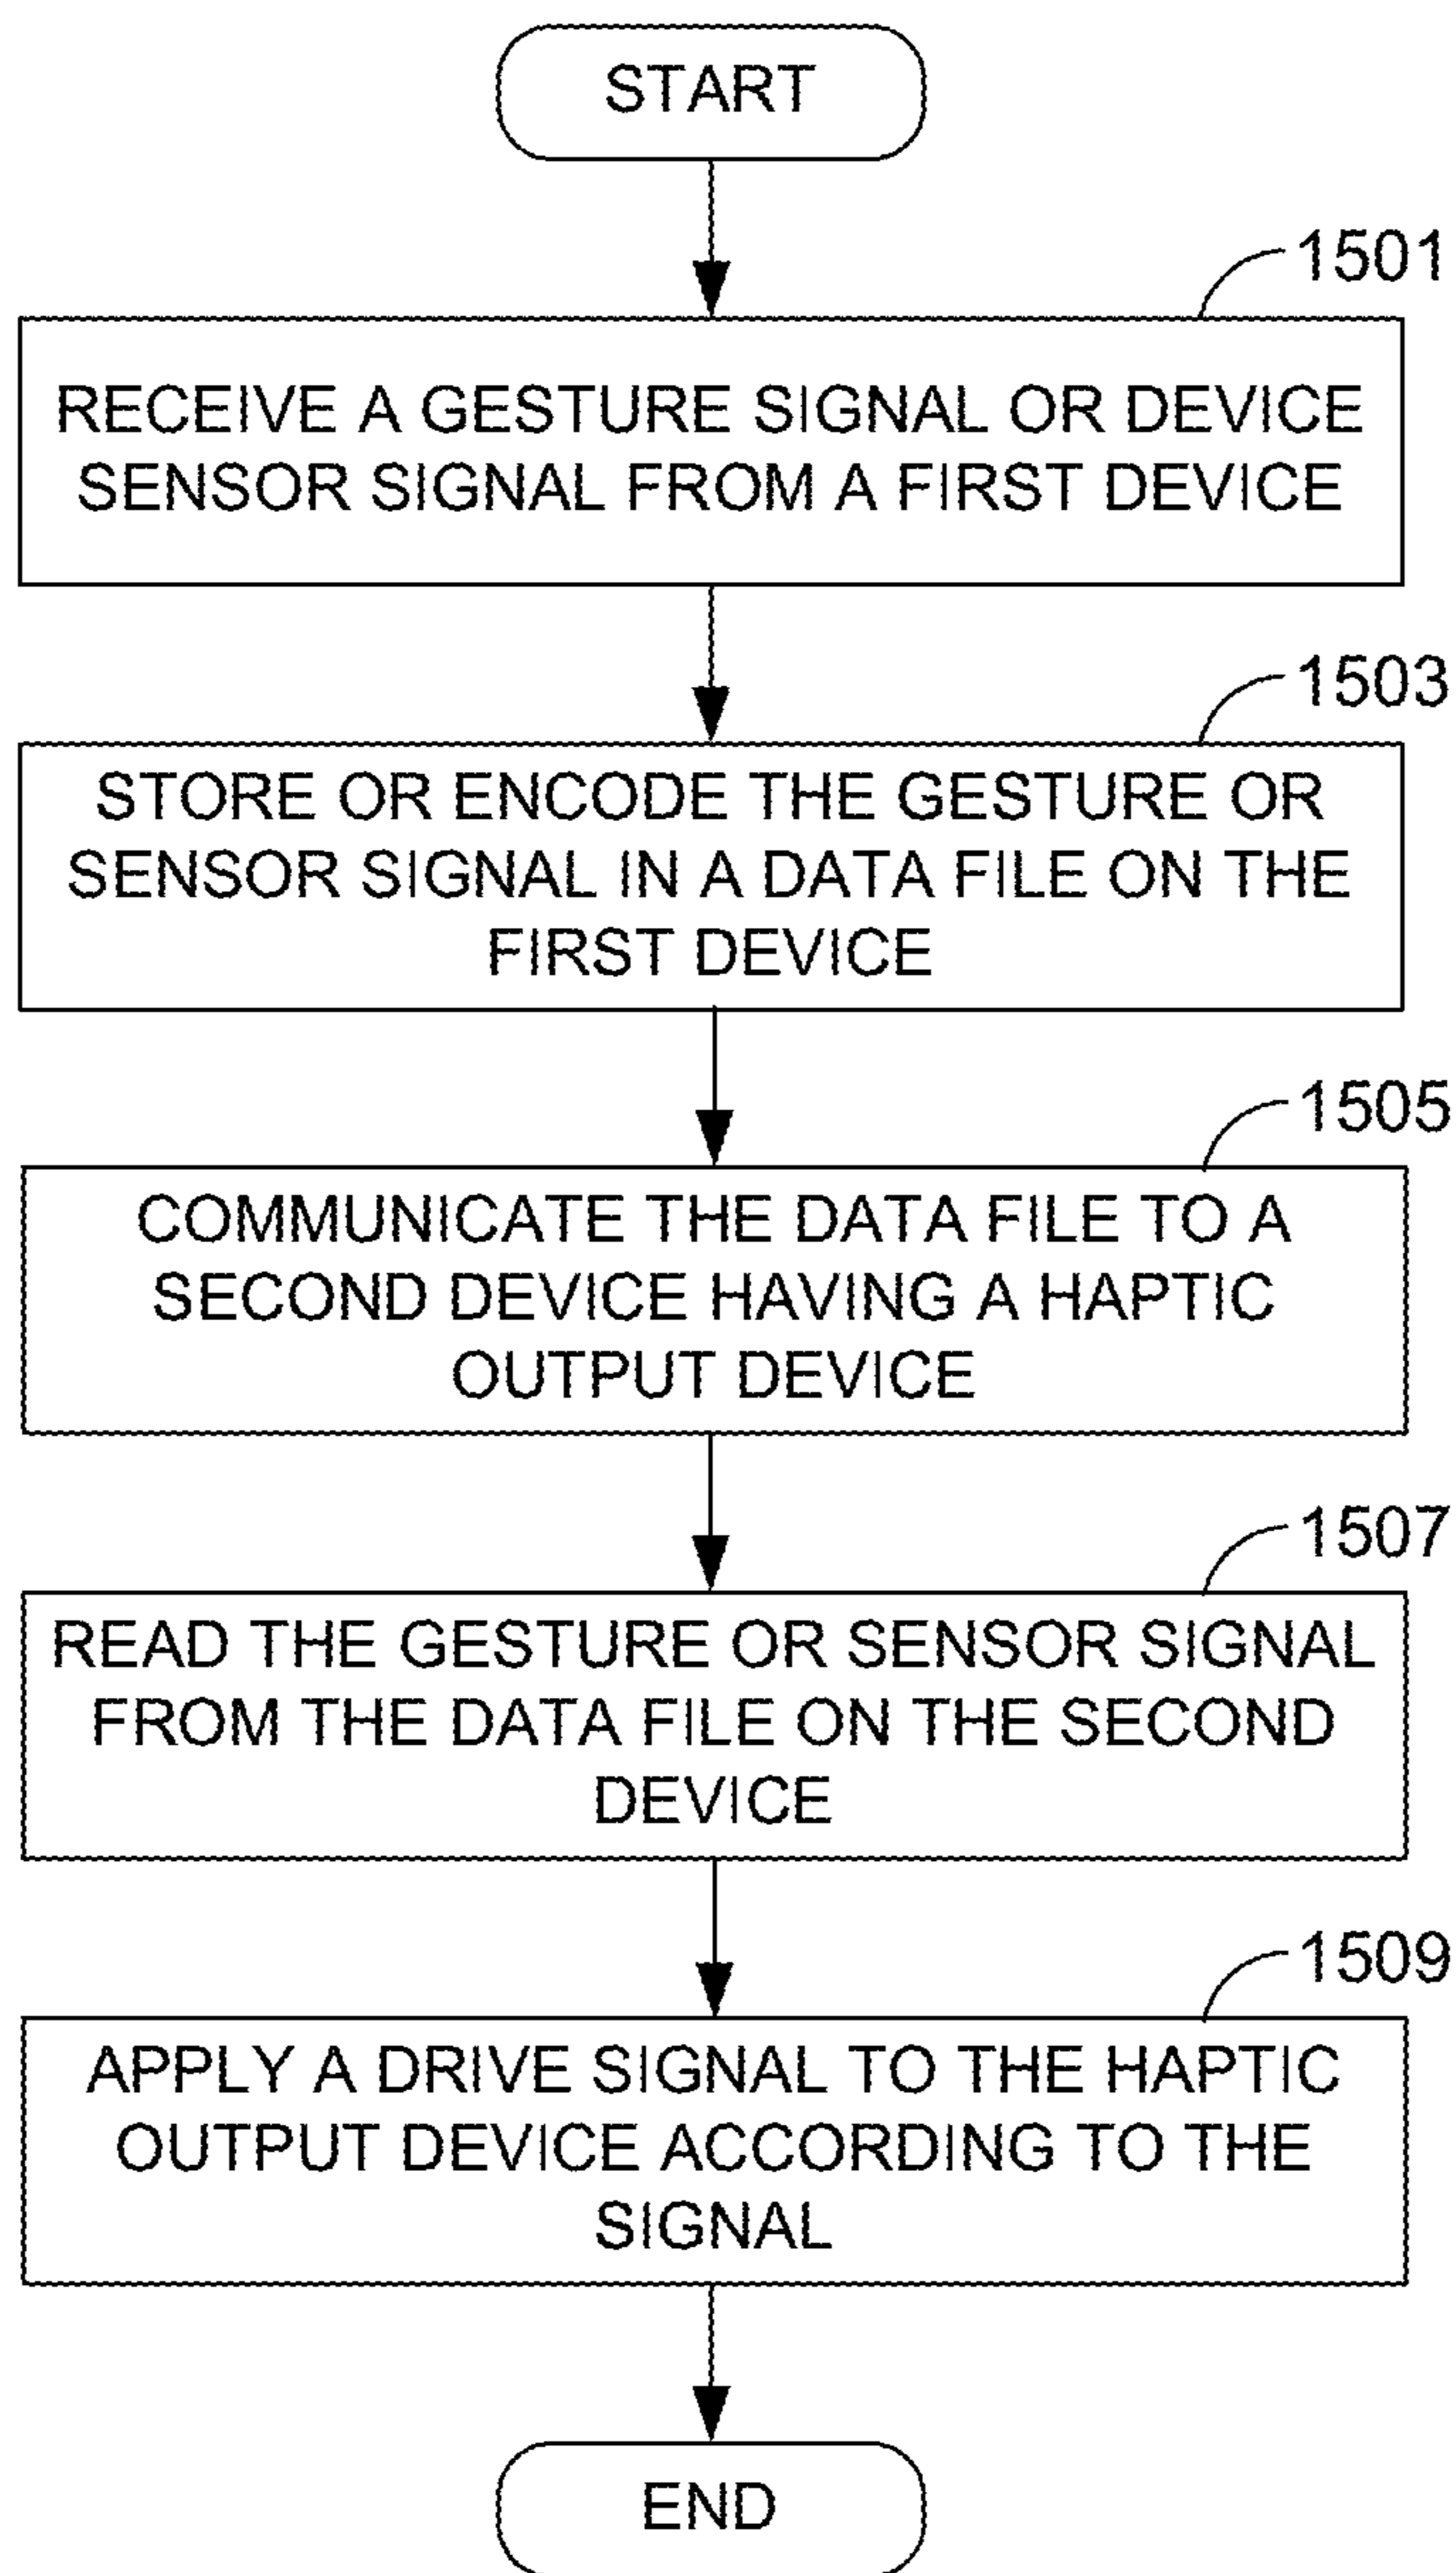 START
1501
RECEIVE A GESTURE SIGNAL OR DEVICE
SENSOR SIGNAL FROM A FIRST DEVICE
1503
STORE OR ENCODE THE GESTURE OR
SENSOR SIGNAL IN A DATA FILE ON THE
FIRST DEVICE
1505
COMMUNICATE THE DATA FILE TO A
SECOND DEVICE HAVING A HAPTIC
OUTPUT DEVICE
1507
READ THE GESTURE OR SENSOR SIGNAL
FROM THE DATA FILE ON THE SECOND
DEVICE
1509
APPLY A DRIVE SIGNAL TO THE HAPTIC
OUTPUT DEVICE ACCORDING TO THE
SIGNAL
END